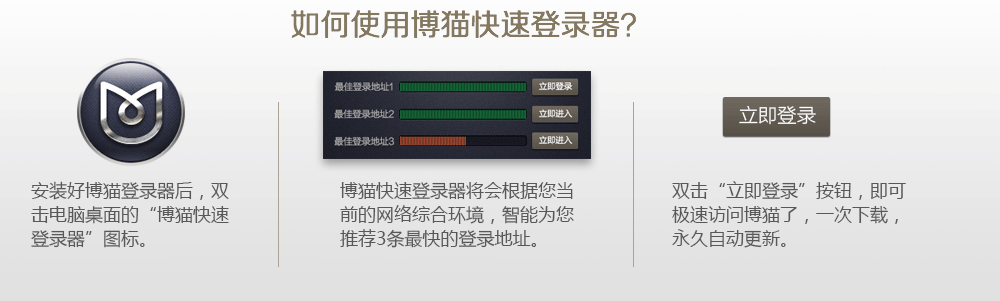 如何使用博猫快速登录器？
最佳登录地址1 立即登录
最佳登录地址2 立即进入
最佳登录地址3 立即进入
立即登录
安装好博猫登录器后，双
击电脑桌面的“博猫快速
登录器”图标。
博猫快速登录器将会根据您当
前的网络综合环境，智能为您
推荐3条最快的登录地址。
双击“立即登录”按钮，即可
极速访问博猫了，一次下载，
永久自动更新。